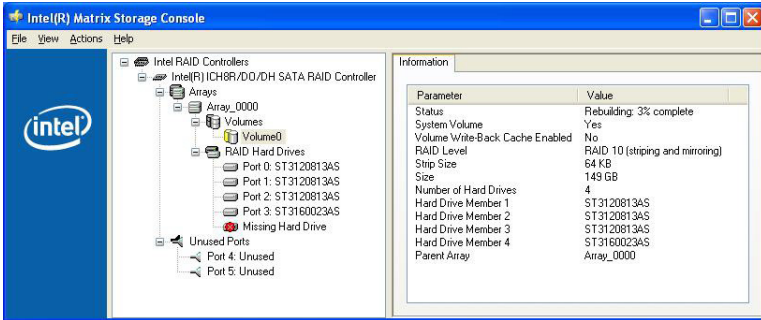 Intel(R) Matrix Storage Console
File View Actions Help
intel
Intel RAID Controllers
Intel(R) ICH8R/DO/DH SATA RAID Controller
Arrays
Array_0000
Volumes
Volume0
RAID Hard Drives
Port 0: ST3120813AS
Port 1: ST3120813AS
Port 2: ST3120813AS
Port 3: ST3160023AS
Missing Hard Drive
Unused Ports
Port 4: Unused
Port 5: Unused
Information
Parameter Value
Status Rebuilding: 3% complete
System Volume Yes
Volume Write-Back Cache Enabled No
RAID Level RAID 10 (striping and mirroring)
Strip Size 64 KB
Size 149 GB
Number of Hard Drives 4
Hard Drive Member 1 ST3120813AS
Hard Drive Member 2 ST3120813AS
Hard Drive Member 3 ST3120813AS
Hard Drive Member 4 ST3160023AS
Parent Array Array_0000